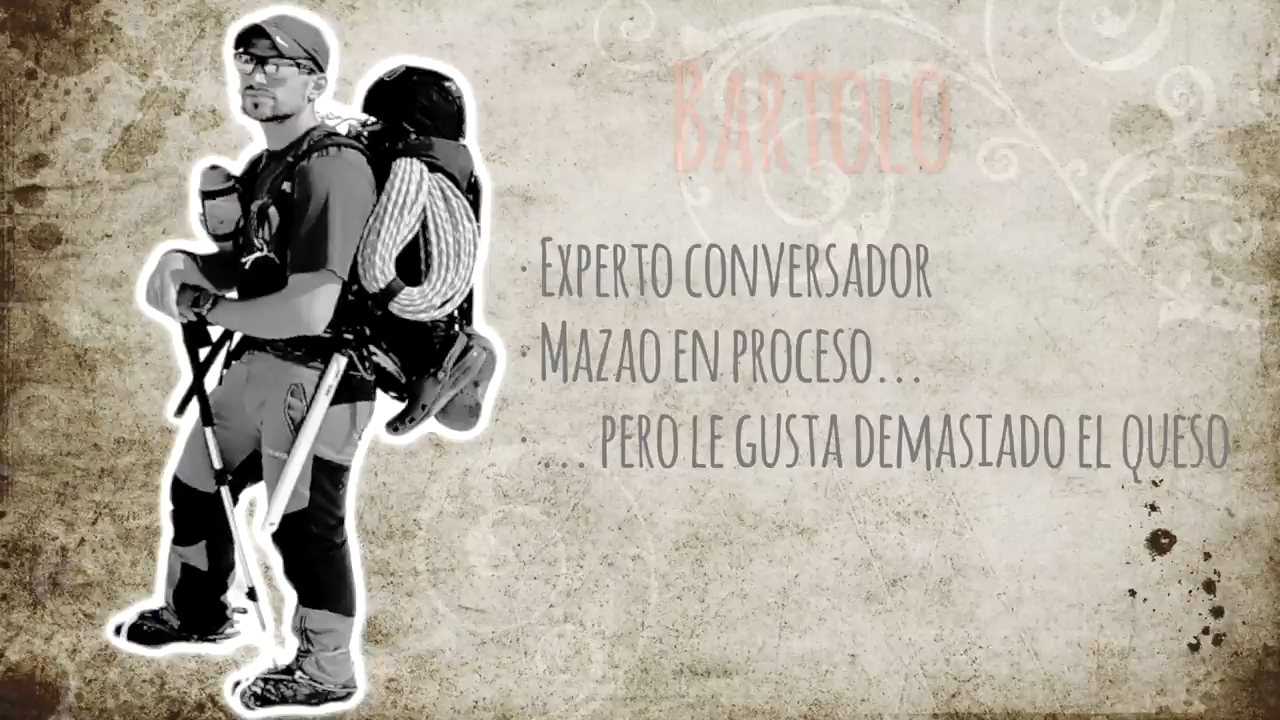 Bartolo
· Experto conversador
· Mazao en proceso...
.... pero le gusta demasiado el queso